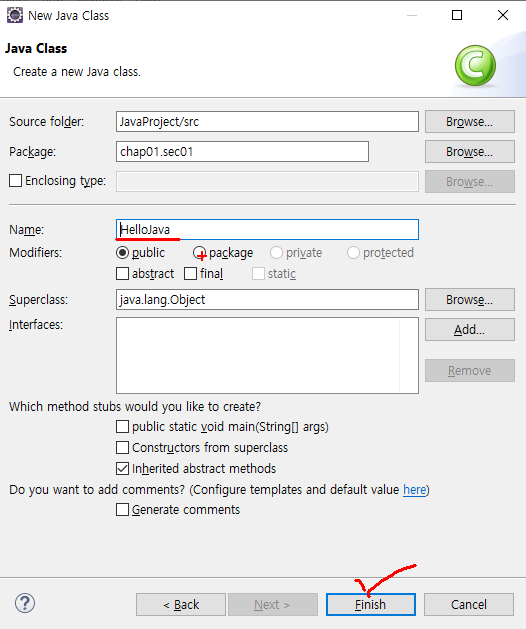 New Java Class
Java Class
Create a new Java class.
Source folder: JavaProject/src Browse...
Package: chap01.sec01 Browse...
Enclosing type: Browse...
Name: HelloJava
Modifiers: public package private protected
abstract final static
Superclass: java.lang.Object Browse...
Interfaces: Add...
Remove
Which method stubs would you like to create?
public static void main(String[] args)
Constructors from superclass
Inherited abstract methods
Do you want to add comments? (Configure templates and default value here)
Generate comments
? < Back Next > Finish Cancel